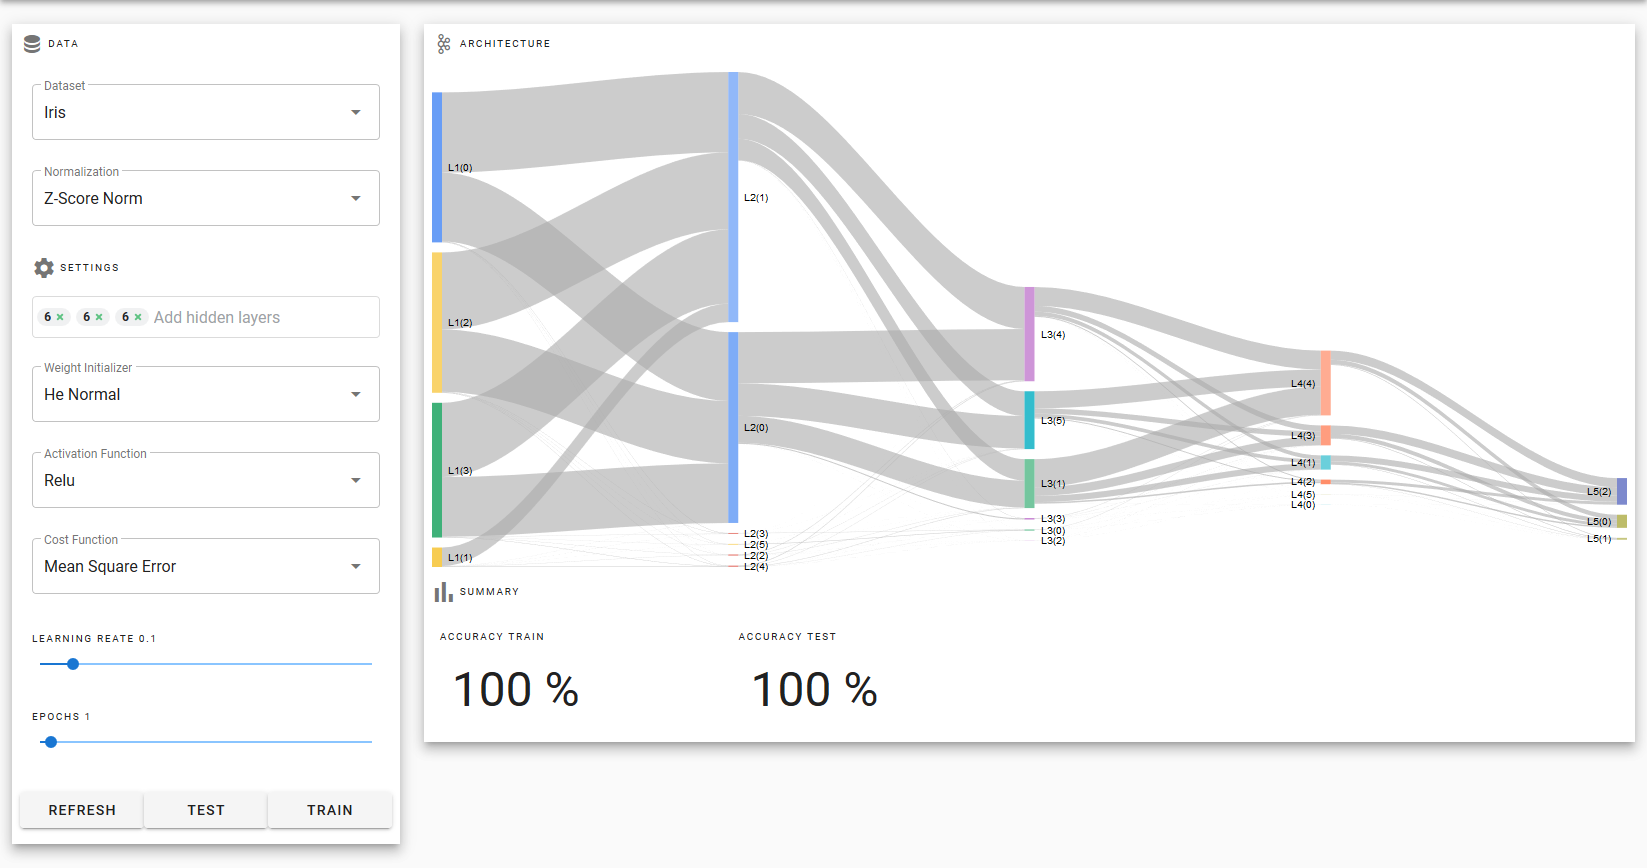 DATA
Dataset
Iris
Normalization
Z-Score Norm
SETTINGS
6 × 6 × 6 × Add hidden layers
Weight Initializer
He Normal
Activation Function
Relu
Cost Function
Mean Square Error
LEARNING REATE 0.1
EPOCHS 1
REFRESH TEST TRAIN
ARCHITECTURE
L1(0)
L1(2)
L1(3)
L1(1)
L2(1)
L2(0)
L2(3)
L2(5)
L2(2)
L2(4)
L3(4)
L3(5)
L3(1)
L3(3)
L3(0)
L3(2)
L4(4)
L4(3)
L4(1)
L4(2)
L4(5)
L4(0)
L5(2)
L5(0)
L5(1)
SUMMARY
ACCURACY TRAIN ACCURACY TEST
100 % 100 %